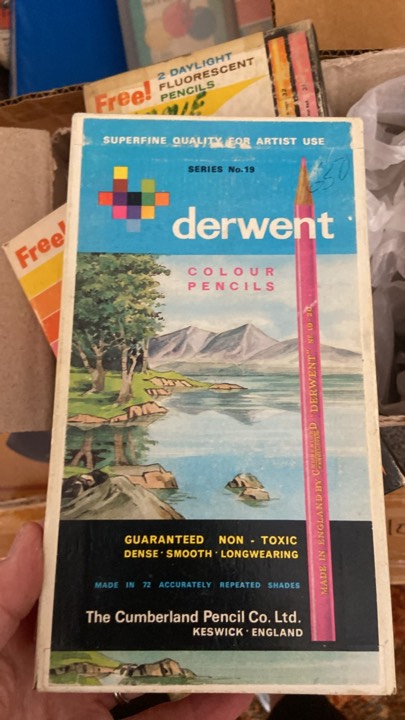 2 DAYLIGHT
Free! FLUORESCENT
PENCILS
Free!
SUPERFINE QUALITY FOR ARTIST USE
SERIES No.19
£50
derwent
COLOUR
PENCILS
MADE IN ENGLAND BY "DERWENT"
GUARANTEED NON - TOXIC
DENSE · SMOOTH · LONGWEARING
MADE IN 72 ACCURATELY REPEATED SHADES
The Cumberland Pencil Co. Ltd.
KESWICK · ENGLAND